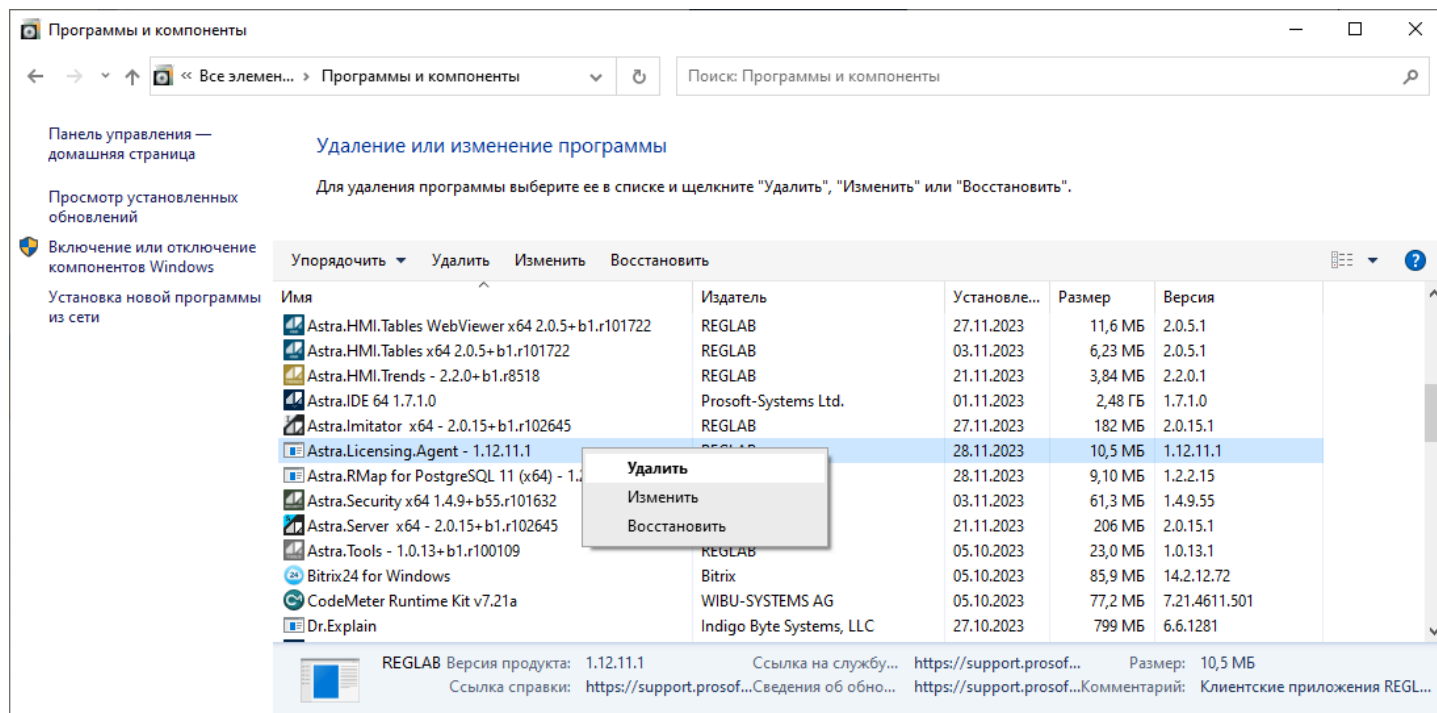 Программы и компоненты
« Все элемен... › Программы и компоненты
Поиск: Программы и компоненты
Панель управления —
домашняя страница
Просмотр установленных
обновлений
Включение или отключение
компонентов Windows
Установка новой программы
из сети
Удаление или изменение программы
Для удаления программы выберите ее в списке и щелкните "Удалить", "Изменить" или "Восстановить".
Упорядочить Удалить Изменить Восстановить ?
Имя Издатель Установле... Размер Версия
Astra.HMI.Tables WebViewer x64 2.0.5+b1.r101722 REGLAB 27.11.2023 11,6 МБ 2.0.5.1
Astra.HMI.Tables x64 2.0.5+b1.r101722 REGLAB 03.11.2023 6,23 МБ 2.0.5.1
Astra.HMI.Trends - 2.2.0+b1.r8518 REGLAB 21.11.2023 3,84 МБ 2.2.0.1
Astra.IDE 64 1.7.1.0 Prosoft-Systems Ltd. 01.11.2023 2,48 ГБ 1.7.1.0
Astra.Imitator x64 - 2.0.15+b1.r102645 REGLAB 27.11.2023 182 МБ 2.0.15.1
Astra.Licensing.Agent - 1.12.11.1 REGLAB 28.11.2023 10,5 МБ 1.12.11.1
Astra.RMap for PostgreSQL 11 (x64) - 1.2 28.11.2023 9,10 МБ 1.2.2.15
Astra.Security x64 1.4.9+b55.r101632 03.11.2023 61,3 МБ 1.4.9.55
Astra.Server x64 - 2.0.15+b1.r102645 21.11.2023 206 МБ 2.0.15.1
Astra.Tools - 1.0.13+b1.r100109 REGLAB 05.10.2023 23,0 МБ 1.0.13.1
Bitrix24 for Windows Bitrix 05.10.2023 85,9 МБ 14.2.12.72
CodeMeter Runtime Kit v7.21a WIBU-SYSTEMS AG 05.10.2023 77,2 МБ 7.21.4611.501
Dr.Explain Indigo Byte Systems, LLC 27.10.2023 799 МБ 6.6.1281
Удалить
Изменить
Восстановить
REGLAB Версия продукта: 1.12.11.1 Ссылка на службу... https://support.prosof... Размер: 10,5 МБ
Ссылка справки: https://support.prosof... Сведения об обно... https://support.prosof... Комментарий: Клиентские приложения REGL...